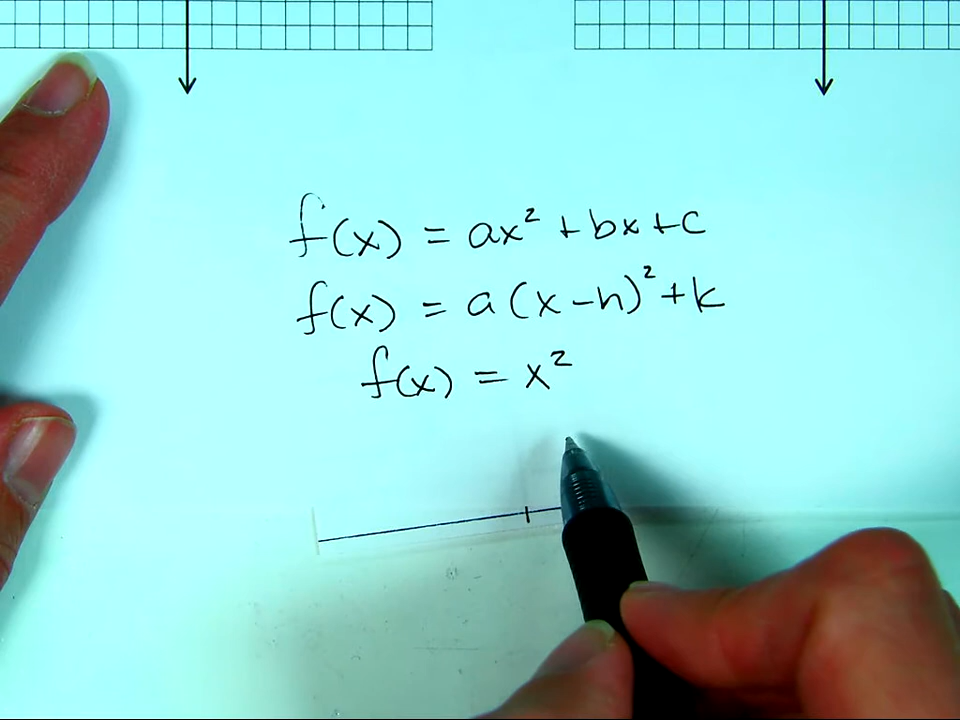 f(x) = ax² + bx + c
f(x) = a(x - h)² + k
f(x) = x²